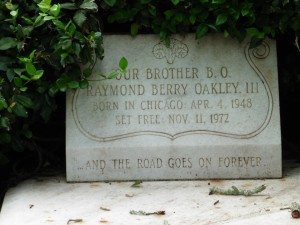 OUR BROTHER B.O.
RAYMOND BERRY OAKLEY, III
BORN IN CHICAGO APR. 4, 1948
SET FREE: NOV. 11, 1972
...AND THE ROAD GOES ON FOREVER...